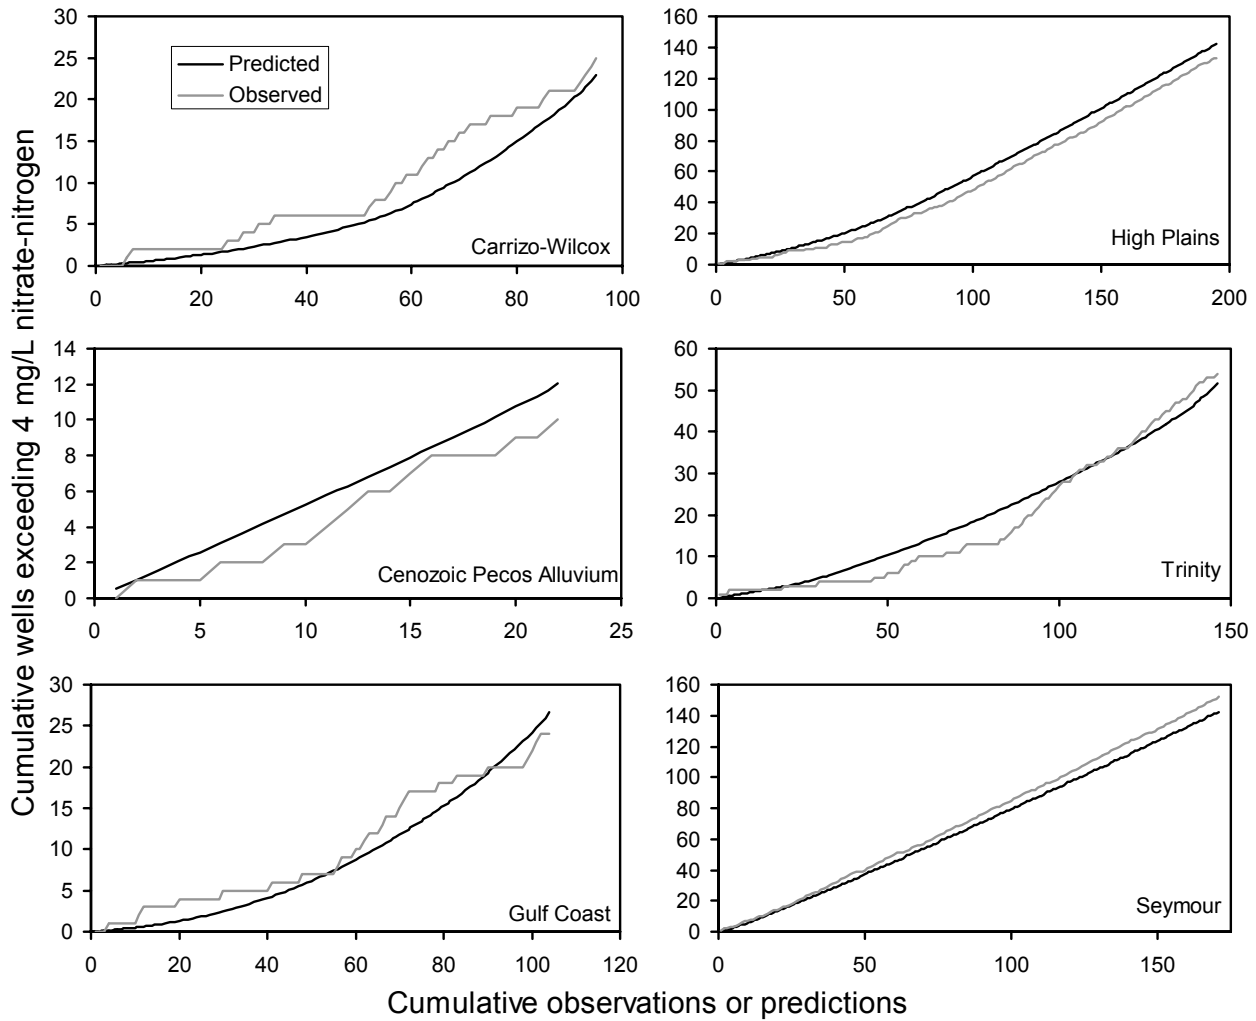 Cumulative wells exceeding 4 mg/L nitrate-nitrogen
30
25
20
15
10
5
0
Predicted
Observed
Carrizo-Wilcox
0 20 40 60 80 100
160
140
120
100
80
60
40
20
0
High Plains
0 50 100 150 200
14
12
10
8
6
4
2
0
Cenozoic Pecos Alluvium
0 5 10 15 20 25
60
50
40
30
20
10
0
Trinity
0 50 100 150
30
25
20
15
10
5
0
Gulf Coast
0 20 40 60 80 100 120
160
140
120
100
80
60
40
20
0
Seymour
0 50 100 150
Cumulative observations or predictions